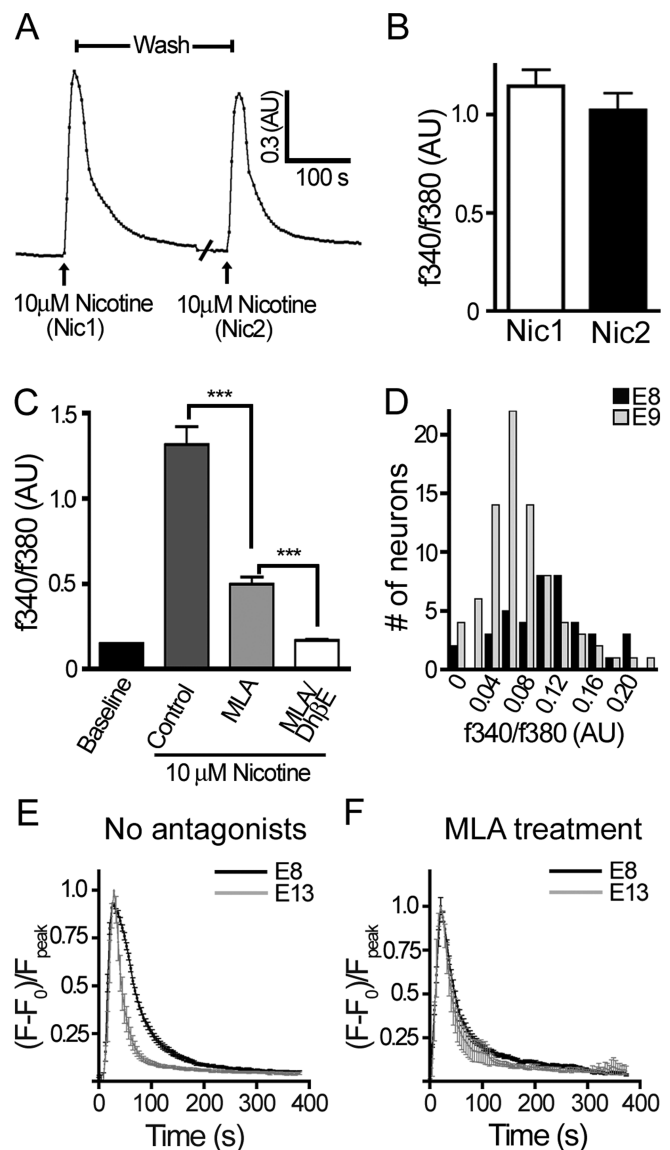 A
Wash
0.3 (AU)
100 s
10μM Nicotine
(Nic1)
10μM Nicotine
(Nic2)
B
f340/f380 (AU)
1.0
0.5
0
Nic1
Nic2
C
f340/f380 (AU)
1.5
1.0
0.5
0
***
***
Baseline
Control
MLA
MLA/
DhβE
10 μM Nicotine
D
E8
E9
# of neurons
20
15
10
5
0
0
0.04
0.08
0.12
0.16
0.20
f340/f380 (AU)
E
No antagonists
E8
E13
(F-F0)/Fpeak
1.0
0.75
0.5
0.25
0
100
200
300
400
Time (s)
F
MLA treatment
E8
E13
(F-F0)/Fpeak
1.0
0.75
0.5
0.25
0
100
200
300
400
Time (s)